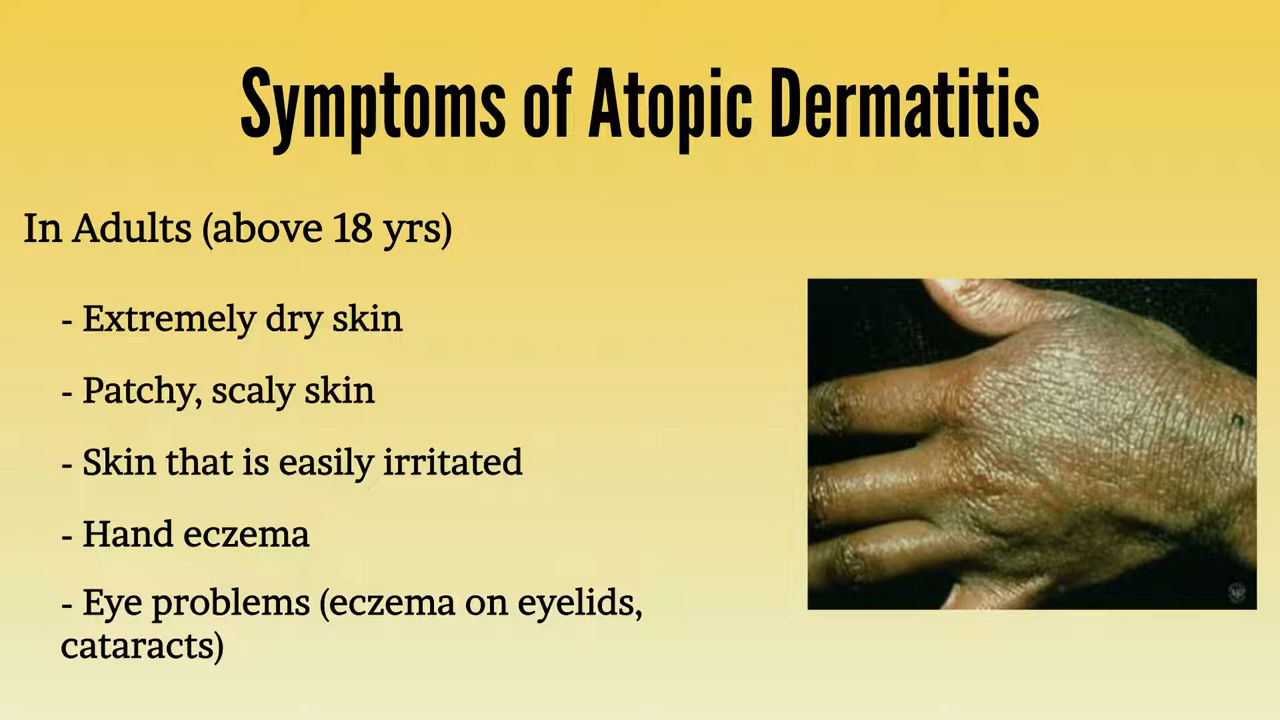 Symptoms of Atopic Dermatitis
In Adults (above 18 yrs)
- Extremely dry skin
- Patchy, scaly skin
- Skin that is easily irritated
- Hand eczema
- Eye problems (eczema on eyelids,
cataracts)